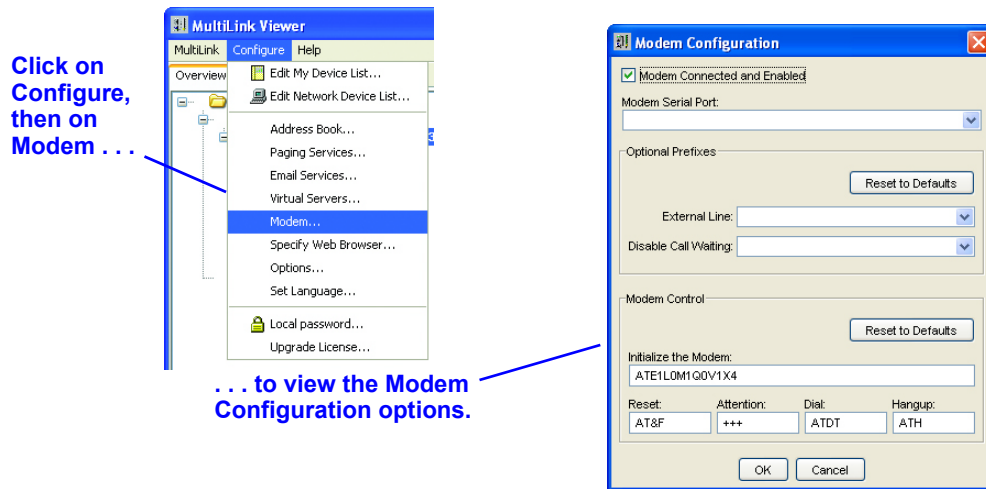 Click on
Configure,
then on
Modem . . .
MultiLink Viewer
MultiLink Configure Help
Overview
Edit My Device List...
Edit Network Device List...
Address Book...
Paging Services...
Email Services...
Virtual Servers...
Modem...
Specify Web Browser...
Options...
Set Language...
Local password...
Upgrade License...
. . . to view the Modem
Configuration options.
Modem Configuration
Modem Connected and Enabled
Modem Serial Port:
Optional Prefixes
Reset to Defaults
External Line:
Disable Call Waiting:
Modem Control
Reset to Defaults
Initialize the Modem:
ATE1L0M1Q0V1X4
Reset: Attention: Dial: Hangup:
AT&F +++ ATDT ATH
OK Cancel